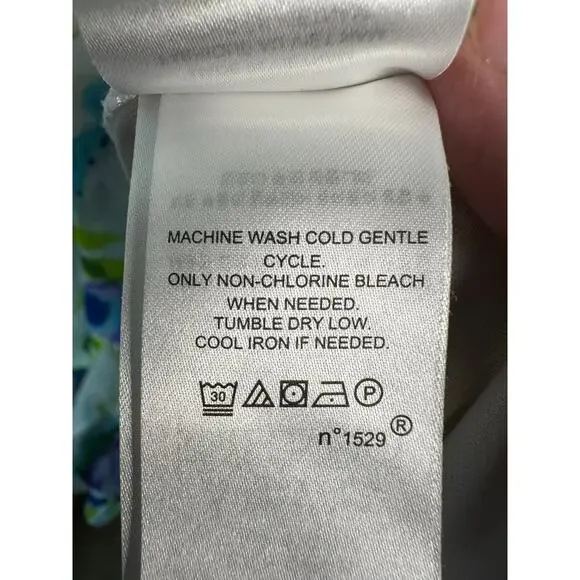 MACHINE WASH COLD GENTLE
CYCLE.
ONLY NON-CHLORINE BLEACH
WHEN NEEDED.
TUMBLE DRY LOW.
COOL IRON IF NEEDED.
30 P
n°1529®